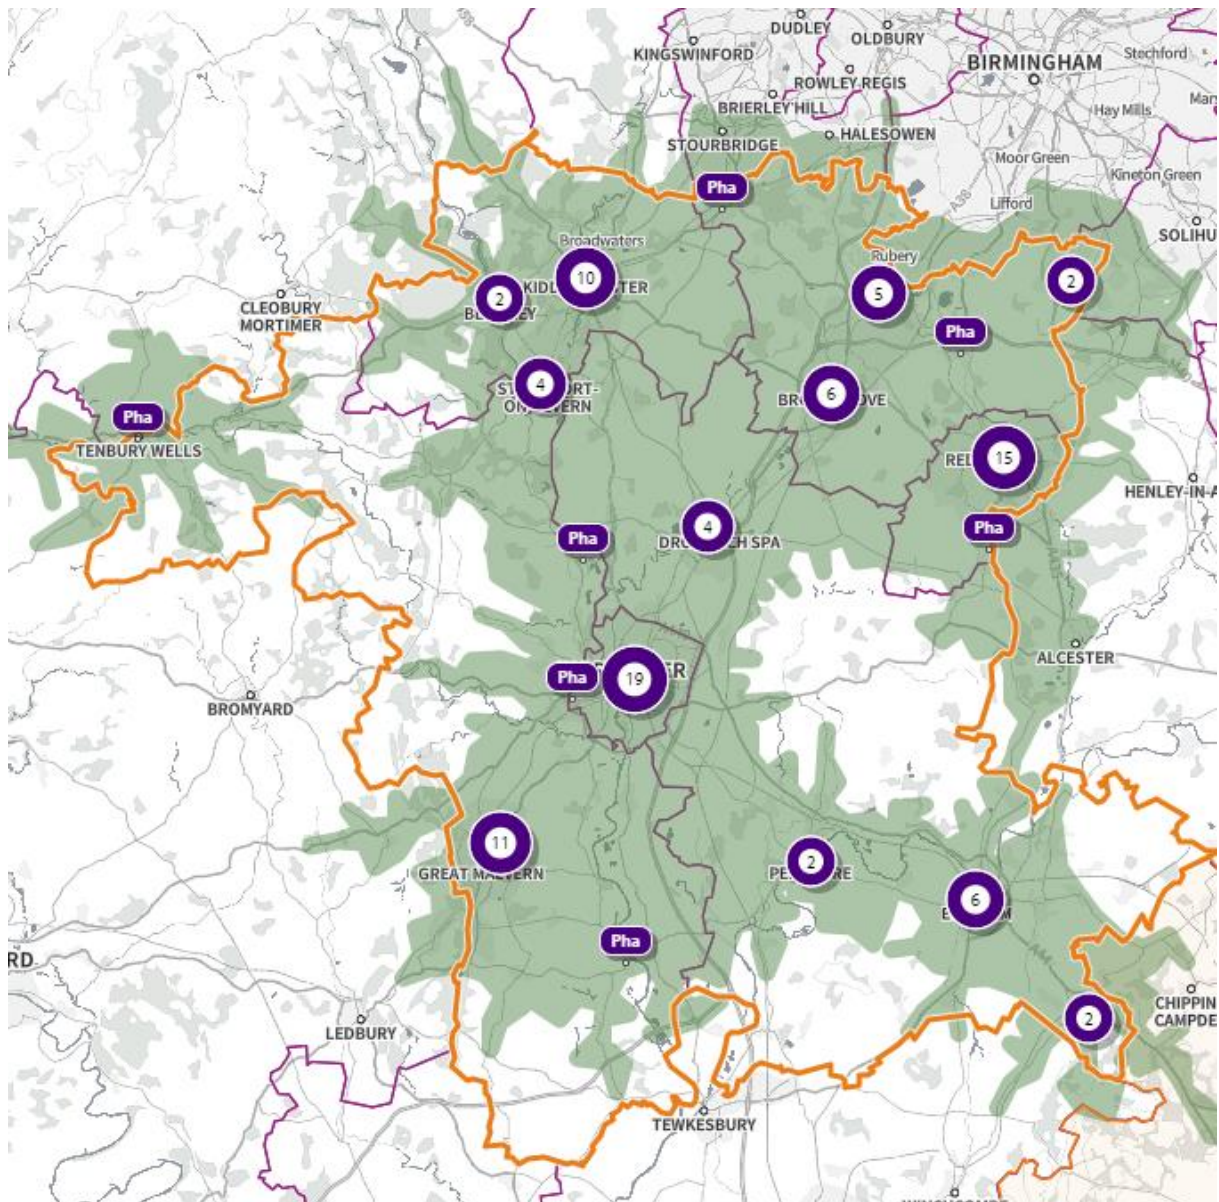 DUDLEY
OLDBURY
KINGSWINFORD
BIRMINGHAM
Stechford
ROWLEY REGIS
BRIERLEY HILL
Hay Mills
HALESOWEN
STOURBRIDGE
Moor Green
Kineton Green
Pha
Lifford
A38
SOLIHU
Broadwaters
Rubery
10
2
5
2
CLEOBURY
MORTIMER
Pha
4
6
Pha
TENBURY WELLS
15
HENLEY-IN-A
4
Pha
Pha
ALCESTER
Pha
19
BROMYARD
11
GREAT MALVERN
2
6
Pha
RD
LEDBURY
2
CHIPPIN
CAMPDE
TEWKESBURY